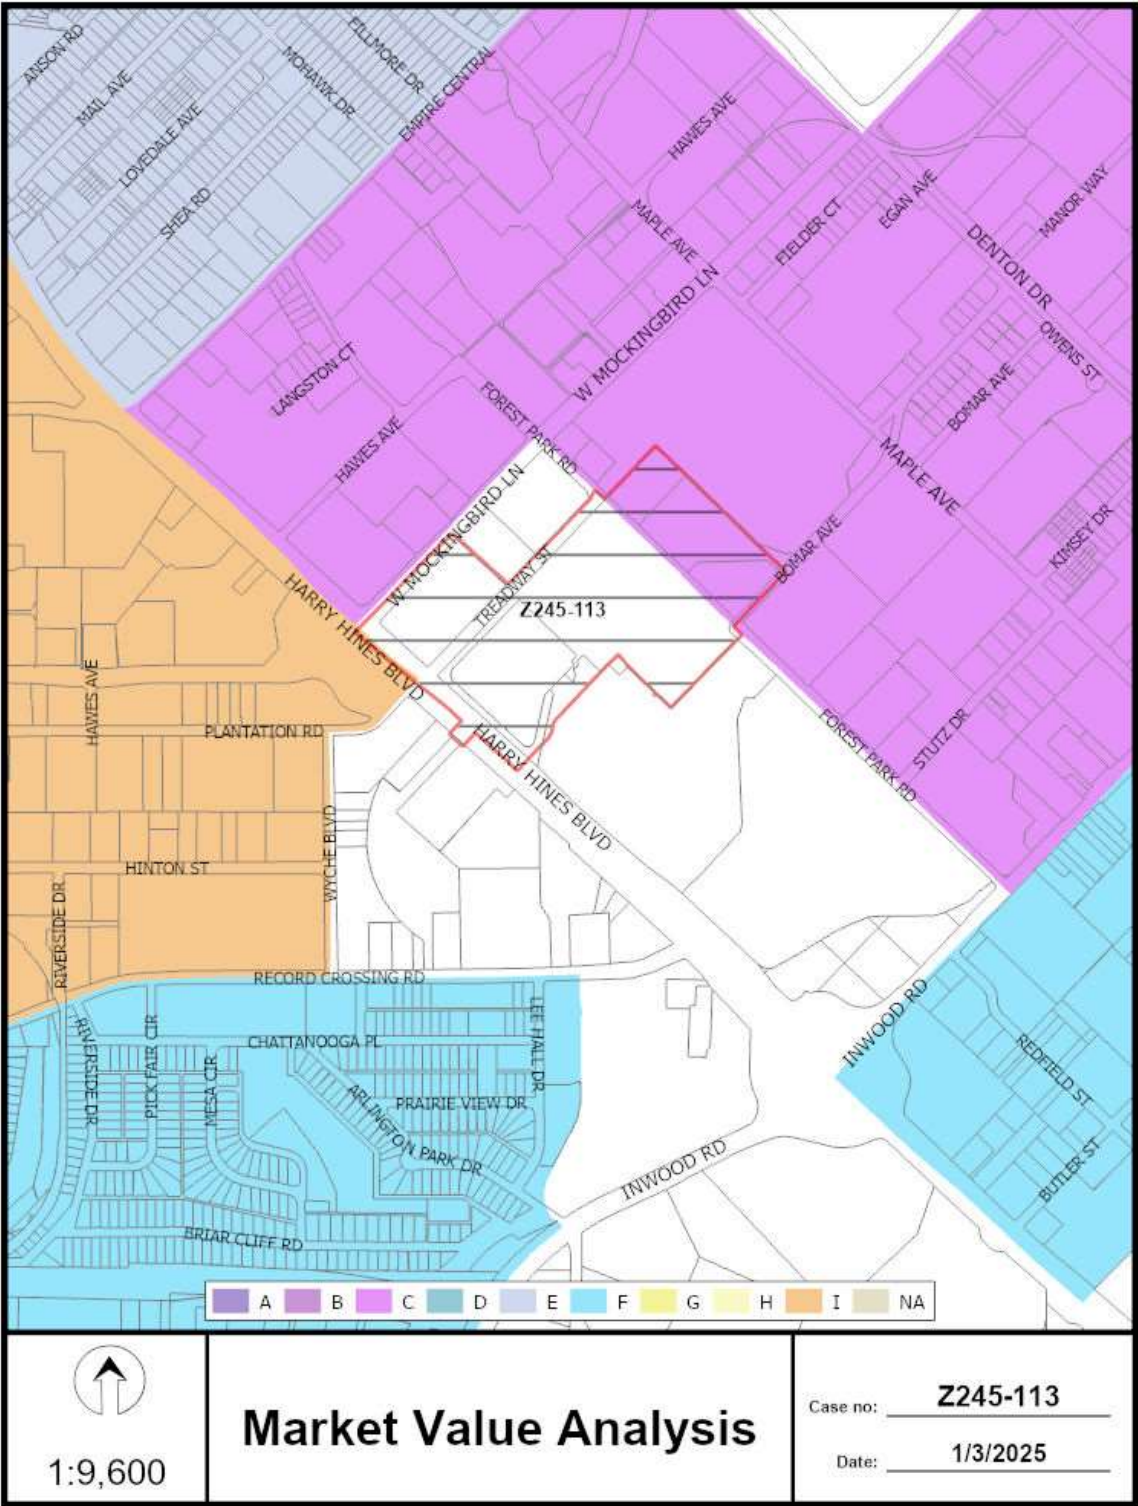 ANSON RD
MAIL AVE
LOVEDALE AVE
SHEA RD
MOHAWK DR
FILLMORE DR
EMPIRE CENTRAL
HAWES AVE
MAPLE AVE
W MOCKINGBIRD LN
FIELDER CT
EGAN AVE
DENTON DR
MANOR WAY
OWENS ST
BOMAR AVE
LANGSTON CT
HAWES AVE
FOREST PARK RD
MAPLE AVE
KIMSEY DR
BOMAR AVE
W MOCKINGBIRD LN
TREADWAY ST
Z245-113
HARRY HINES BLVD
HAWES AVE
PLANTATION RD
HARRY HINES BLVD
FOREST PARK RD
STUTZ DR
WYCHE BLVD
HINTON ST
RIVERSIDE DR
RECORD CROSSING RD
INWOOD RD
RIVERSIDE DR
PICK FAIR CIR
MESA CIR
CHATTANOOGA PL
LEE HALL DR
PRAIRIE VIEW DR
ARLINGTON PARK DR
REDFIELD ST
BUTLER ST
INWOOD RD
BRIAR CLIFF RD
A B C D E F G H I NA
1:9,600
Market Value Analysis
Case no: Z245-113
Date: 1/3/2025